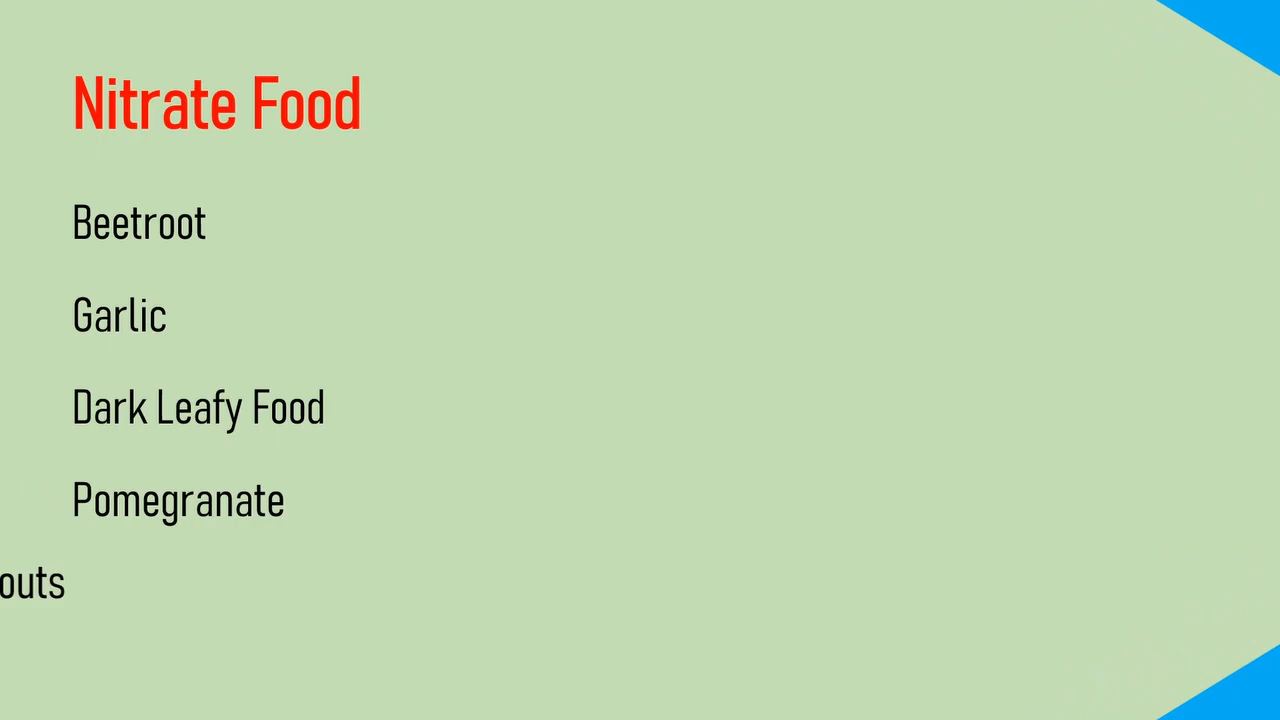 Nitrate Food
Beetroot
Garlic
Dark Leafy Food
Pomegranate
outs